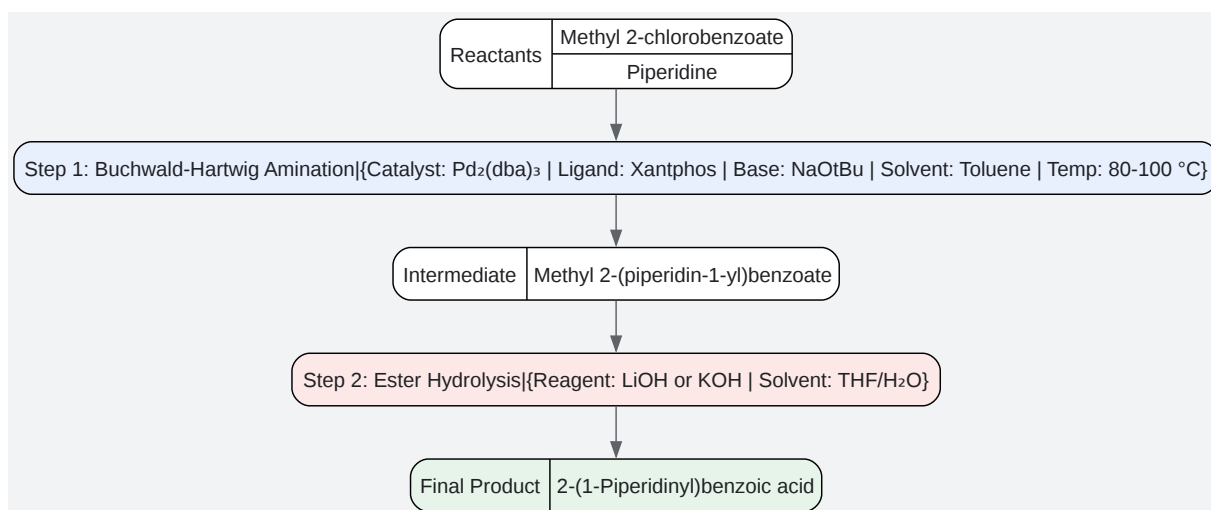 Reactants
Methyl 2-chlorobenzoate
Piperidine
Step 1: Buchwald-Hartwig Amination|{Catalyst: Pd₂(dba)₃ | Ligand: Xantphos | Base: NaOtBu | Solvent: Toluene | Temp: 80-100 °C}
Intermediate
Methyl 2-(piperidin-1-yl)benzoate
Step 2: Ester Hydrolysis|{Reagent: LiOH or KOH | Solvent: THF/H₂O}
Final Product
2-(1-Piperidinyl)benzoic acid